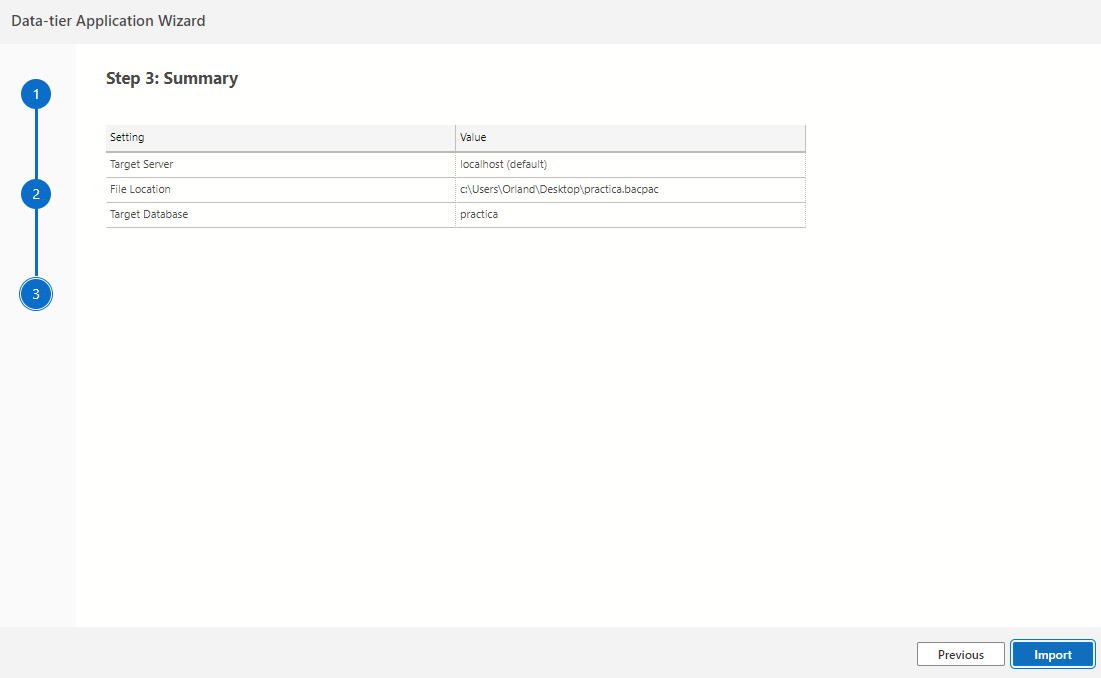 Data-tier Application Wizard
1
2
3
Step 3: Summary
Setting Value
Target Server localhost (default)
File Location c:\Users\Orland\Desktop\practica.bacpac
Target Database practica
Previous Import